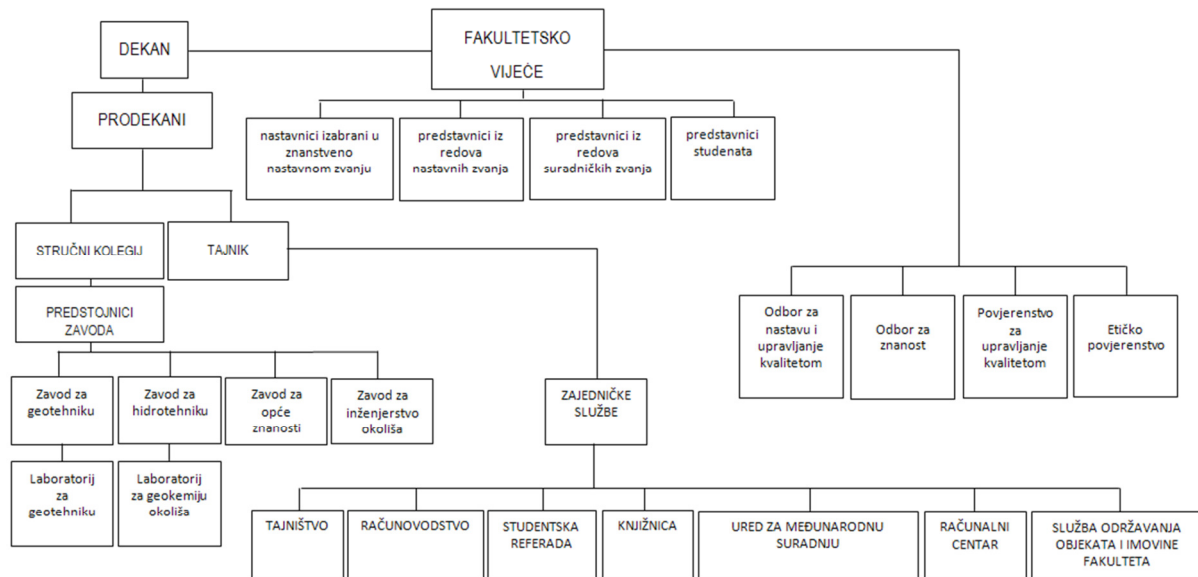 DEKAN
FAKULTETSKO
VIJEĆE
PRODEKANI
nastavnici izabrani u
znanstveno
nastavnom zvanju
predstavnici iz
redova
nastavnih zvanja
predstavnici iz
redova
suradničkih zvanja
predstavnici
studenata
STRUČNI KOLEGIJ
TAJNIK
PREDSTOJNICI
ZAVODA
Odbor za
nastavu i
upravljanje
kvalitetom
Odbor za
znanost
Povjerenstvo
za
upravljanje
kvalitetom
Etičko
povjerenstvo
Zavod za
geotehniku
Zavod za
hidrotehniku
Zavod za
opće
znanosti
Zavod za
inženjerstvo
okoliša
ZAJEDNIČKE
SLUŽBE
Laboratorij
za
geotehniku
Laboratorij
za geokemiju
okoliša
TAJNIŠTVO
RAČUNOVODSTVO
STUDENTSKA
REFERADA
KNJIŽNICA
URED ZA MEĐUNARODNU
SURADNJU
RAČUNALNI
CENTAR
SLUŽBA ODRŽAVANJA
OBJEKATA I IMOVINE
FAKULTETA